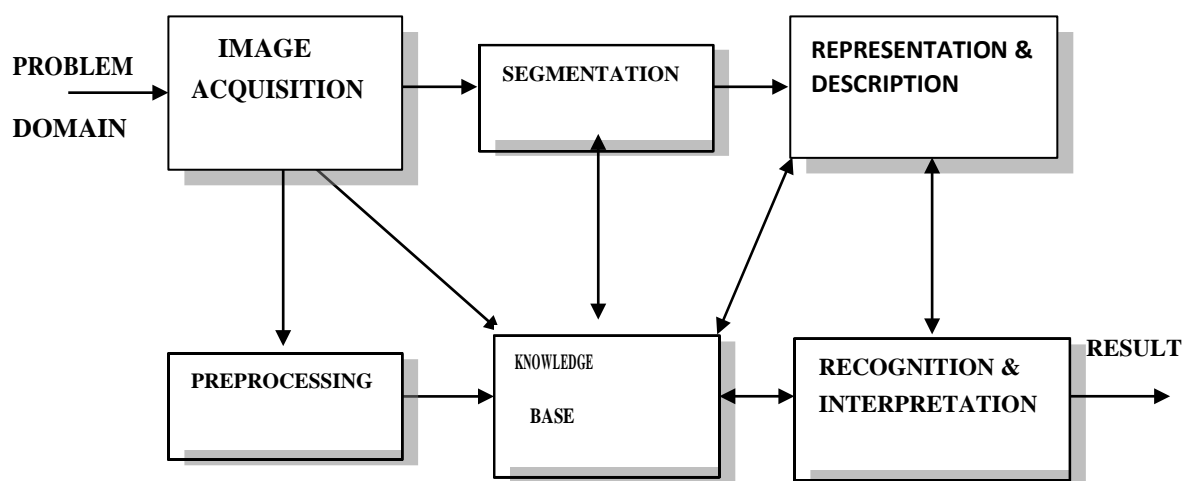 PROBLEM
DOMAIN
IMAGE
ACQUISITION
SEGMENTATION
REPRESENTATION &
DESCRIPTION
PREPROCESSING
KNOWLEDGE
BASE
RECOGNITION &
INTERPRETATION
RESULT